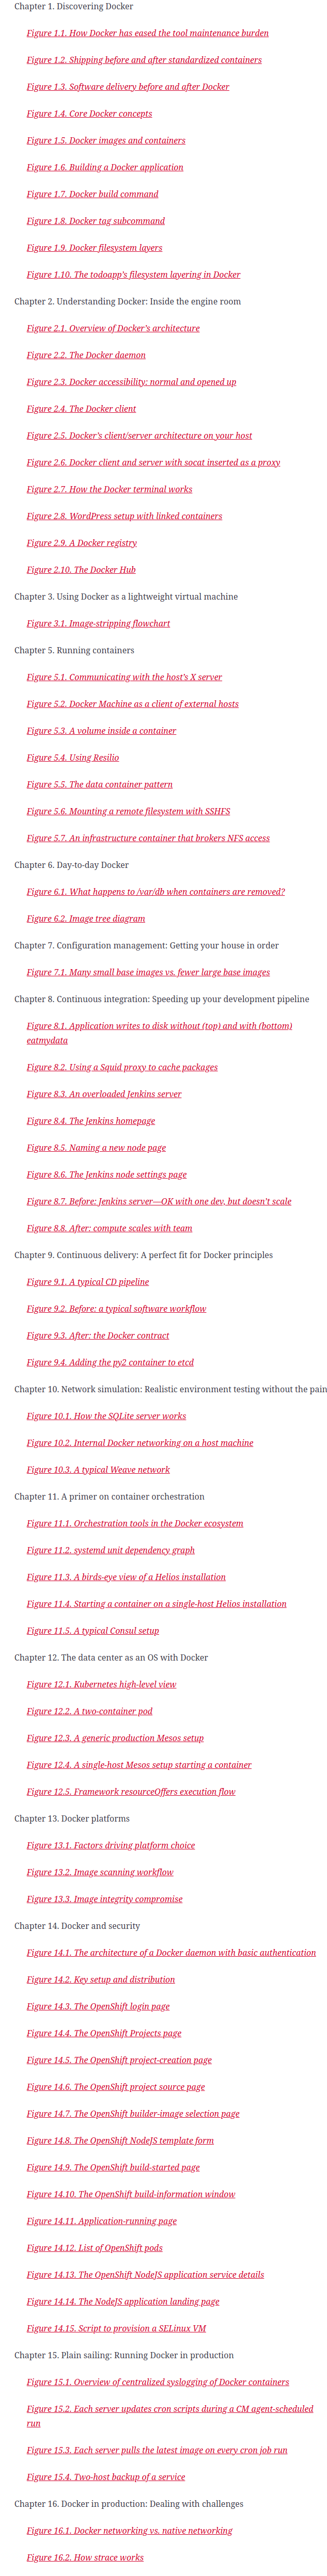 Chapter 1. Discovering Docker
Figure 1.1. How Docker has eased the tool maintenance burden
Figure 1.2. Shipping before and after standardized containers
Figure 1.3. Software delivery before and after Docker
Figure 1.4. Core Docker concepts
Figure 1.5. Docker images and containers
Figure 1.6. Building a Docker application
Figure 1.7. Docker build command
Figure 1.8. Docker tag subcommand
Figure 1.9. Docker filesystem layers
Figure 1.10. The todoapp’s filesystem layering in Docker
Chapter 2. Understanding Docker: Inside the engine room
Figure 2.1. Overview of Docker’s architecture
Figure 2.2. The Docker daemon
Figure 2.3. Docker accessibility: normal and opened up
Figure 2.4. The Docker client
Figure 2.5. Docker’s client/server architecture on your host
Figure 2.6. Docker client and server with socat inserted as a proxy
Figure 2.7. How the Docker terminal works
Figure 2.8. WordPress setup with linked containers
Figure 2.9. A Docker registry
Figure 2.10. The Docker Hub
Chapter 3. Using Docker as a lightweight virtual machine
Figure 3.1. Image-stripping flowchart
Chapter 5. Running containers
Figure 5.1. Communicating with the host’s X server
Figure 5.2. Docker Machine as a client of external hosts
Figure 5.3. A volume inside a container
Figure 5.4. Using Resilio
Figure 5.5. The data container pattern
Figure 5.6. Mounting a remote filesystem with SSHFS
Figure 5.7. An infrastructure container that brokers NFS access
Chapter 6. Day-to-day Docker
Figure 6.1. What happens to /var/db when containers are removed?
Figure 6.2. Image tree diagram
Chapter 7. Configuration management: Getting your house in order
Figure 7.1. Many small base images vs. fewer large base images
Chapter 8. Continuous integration: Speeding up your development pipeline
Figure 8.1. Application writes to disk without (top) and with (bottom)
eatmydata
Figure 8.2. Using a Squid proxy to cache packages
Figure 8.3. An overloaded Jenkins server
Figure 8.4. The Jenkins homepage
Figure 8.5. Naming a new node page
Figure 8.6. The Jenkins node settings page
Figure 8.7. Before: Jenkins server—OK with one dev, but doesn’t scale
Figure 8.8. After: compute scales with team
Chapter 9. Continuous delivery: A perfect fit for Docker principles
Figure 9.1. A typical CD pipeline
Figure 9.2. Before: a typical software workflow
Figure 9.3. After: the Docker contract
Figure 9.4. Adding the py2 container to etcd
Chapter 10. Network simulation: Realistic environment testing without the pain
Figure 10.1. How the SQLite server works
Figure 10.2. Internal Docker networking on a host machine
Figure 10.3. A typical Weave network
Chapter 11. A primer on container orchestration
Figure 11.1. Orchestration tools in the Docker ecosystem
Figure 11.2. systemd unit dependency graph
Figure 11.3. A birds-eye view of a Helios installation
Figure 11.4. Starting a container on a single-host Helios installation
Figure 11.5. A typical Consul setup
Chapter 12. The data center as an OS with Docker
Figure 12.1. Kubernetes high-level view
Figure 12.2. A two-container pod
Figure 12.3. A generic production Mesos setup
Figure 12.4. A single-host Mesos setup starting a container
Figure 12.5. Framework resourceOffers execution flow
Chapter 13. Docker platforms
Figure 13.1. Factors driving platform choice
Figure 13.2. Image scanning workflow
Figure 13.3. Image integrity compromise
Chapter 14. Docker and security
Figure 14.1. The architecture of a Docker daemon with basic authentication
Figure 14.2. Key setup and distribution
Figure 14.3. The OpenShift login page
Figure 14.4. The OpenShift Projects page
Figure 14.5. The OpenShift project-creation page
Figure 14.6. The OpenShift project source page
Figure 14.7. The OpenShift builder-image selection page
Figure 14.8. The OpenShift NodeJS template form
Figure 14.9. The OpenShift build-started page
Figure 14.10. The OpenShift build-information window
Figure 14.11. Application-running page
Figure 14.12. List of OpenShift pods
Figure 14.13. The OpenShift NodeJS application service details
Figure 14.14. The NodeJS application landing page
Figure 14.15. Script to provision a SELinux VM
Chapter 15. Plain sailing: Running Docker in production
Figure 15.1. Overview of centralized syslogging of Docker containers
Figure 15.2. Each server updates cron scripts during a CM agent-scheduled
run
Figure 15.3. Each server pulls the latest image on every cron job run
Figure 15.4. Two-host backup of a service
Chapter 16. Docker in production: Dealing with challenges
Figure 16.1. Docker networking vs. native networking
Figure 16.2. How strace works